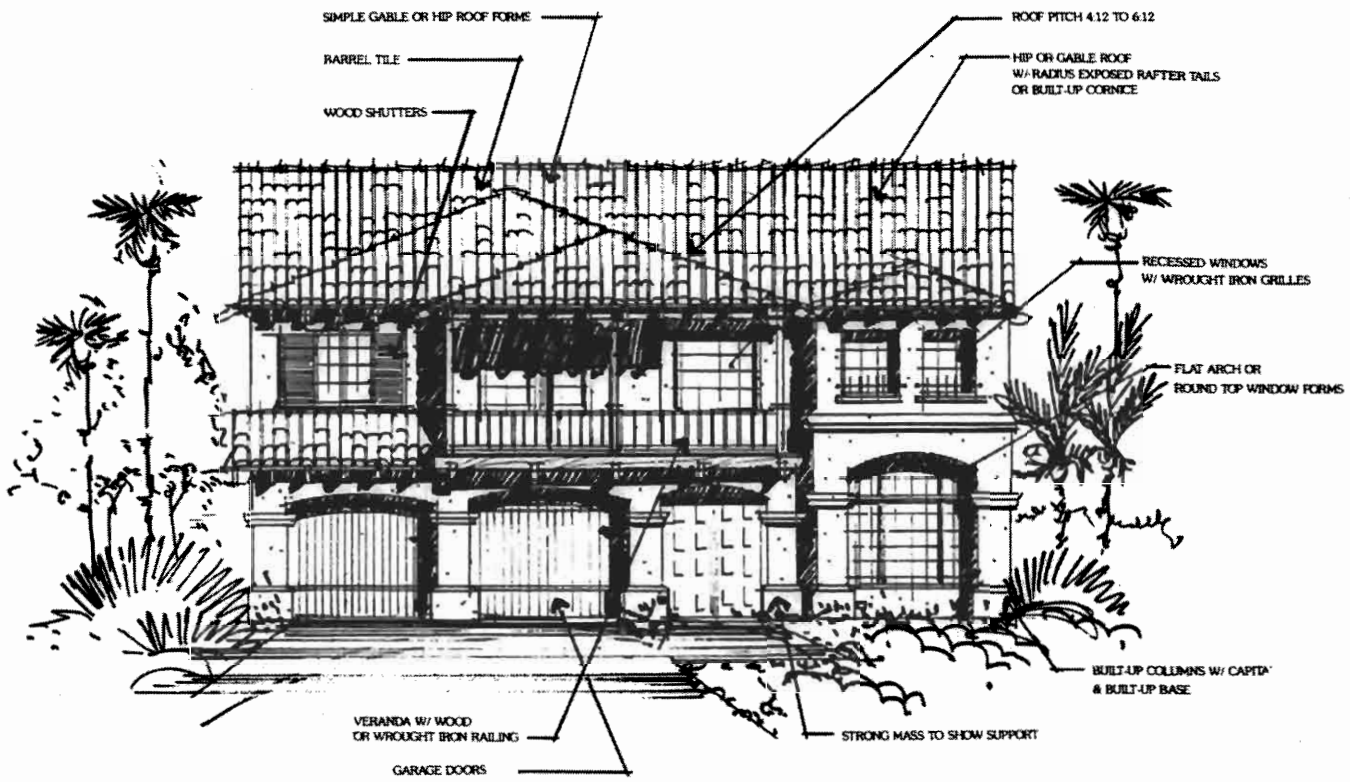 SIMPLE GABLE OR HIP ROOF FORMS
BARREL TILE
WOOD SHUTTERS
ROOF PITCH 4:12 TO 6:12
HIP OR GABLE ROOF
W/ RADIUS EXPOSED RAFTER TAILS
OR BUILT-UP CORNICE
RECESSED WINDOWS
W/ WROUGHT IRON GRILLES
FLAT ARCH OR
ROUND TOP WINDOW FORMS
BUILT-UP COLUMNS W/ CAPITA
& BUILT-UP BASE
STRONG MASS TO SHOW SUPPORT
VERANDA W/ WOOD
OR WROUGHT IRON RAILING
GARAGE DOORS